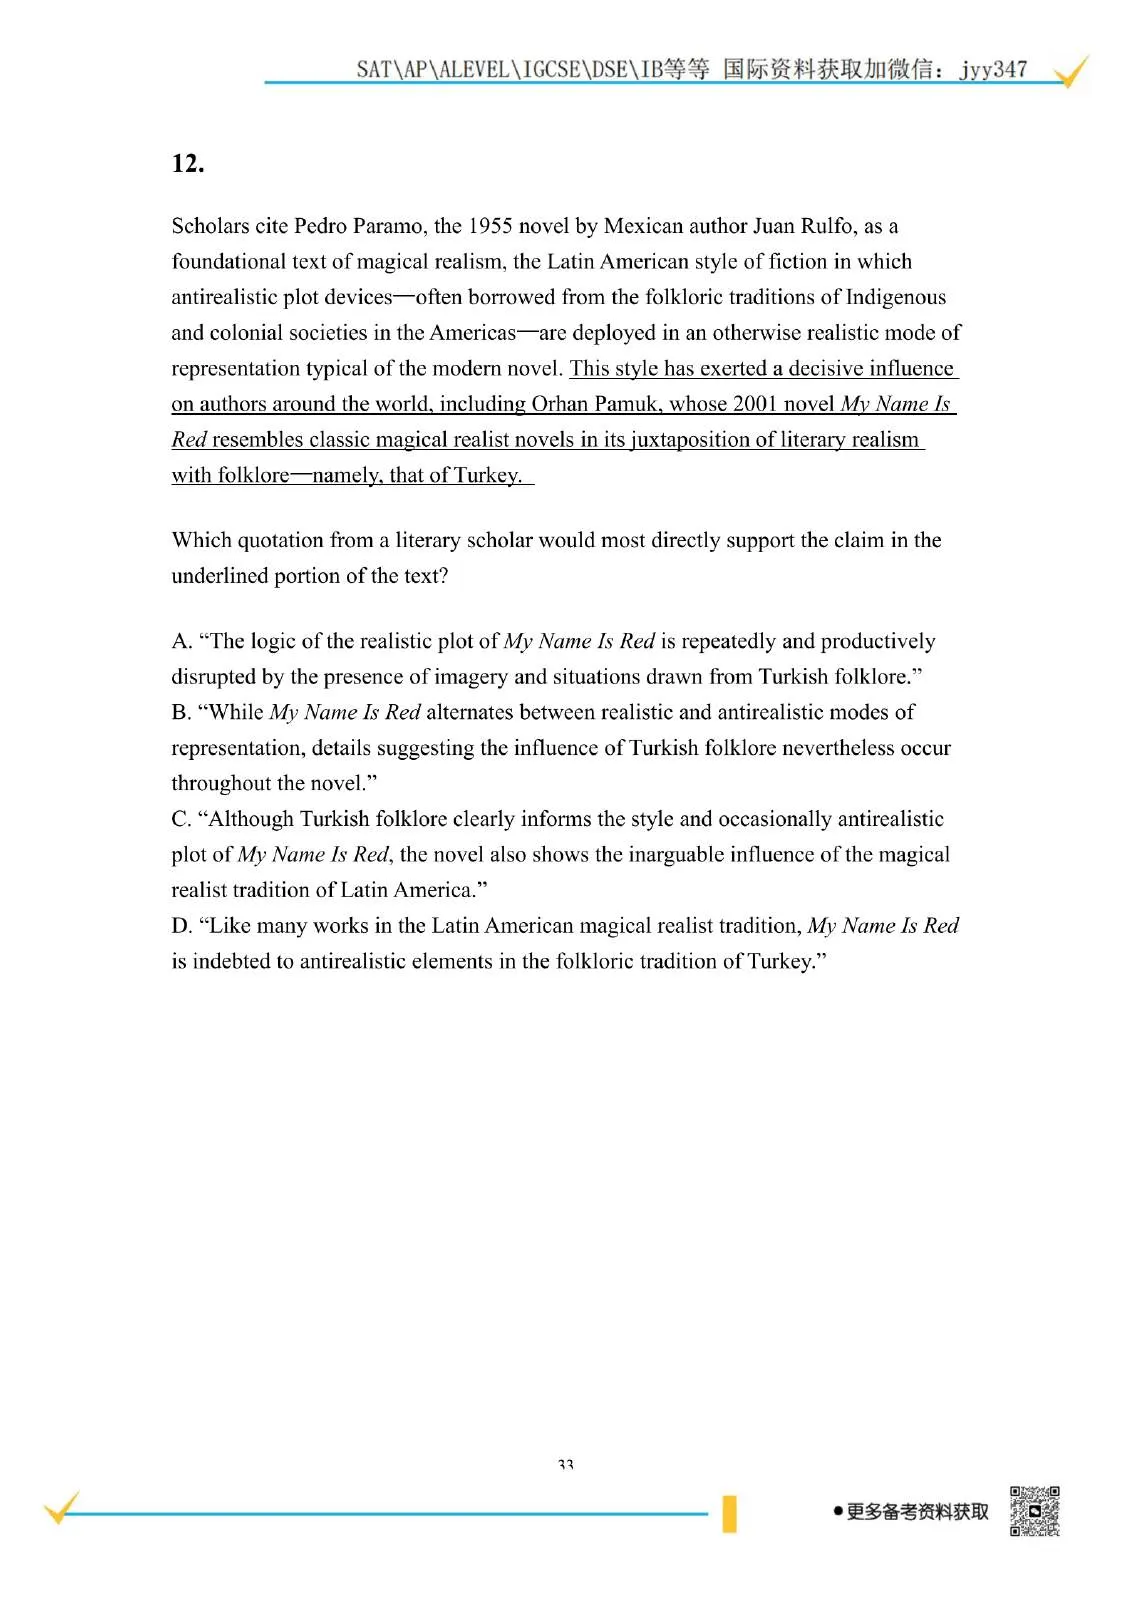 SAT\AP\ALEVEL\IGCSE\DSE\IB等等 国际资料获取加微信：jyy347
12.
Scholars cite Pedro Paramo, the 1955 novel by Mexican author Juan Rulfo, as a
foundational text of magical realism, the Latin American style of fiction in which
antirealistic plot devices—often borrowed from the folkloric traditions of Indigenous
and colonial societies in the Americas—are deployed in an otherwise realistic mode of
representation typical of the modern novel. This style has exerted a decisive influence
on authors around the world, including Orhan Pamuk, whose 2001 novel My Name Is
Red resembles classic magical realist novels in its juxtaposition of literary realism
with folklore—namely, that of Turkey.
Which quotation from a literary scholar would most directly support the claim in the
underlined portion of the text?
A. “The logic of the realistic plot of My Name Is Red is repeatedly and productively
disrupted by the presence of imagery and situations drawn from Turkish folklore.”
B. “While My Name Is Red alternates between realistic and antirealistic modes of
representation, details suggesting the influence of Turkish folklore nevertheless occur
throughout the novel.”
C. “Although Turkish folklore clearly informs the style and occasionally antirealistic
plot of My Name Is Red, the novel also shows the inarguable influence of the magical
realist tradition of Latin America.”
D. “Like many works in the Latin American magical realist tradition, My Name Is Red
is indebted to antirealistic elements in the folkloric tradition of Turkey.”
●更多备考资料获取